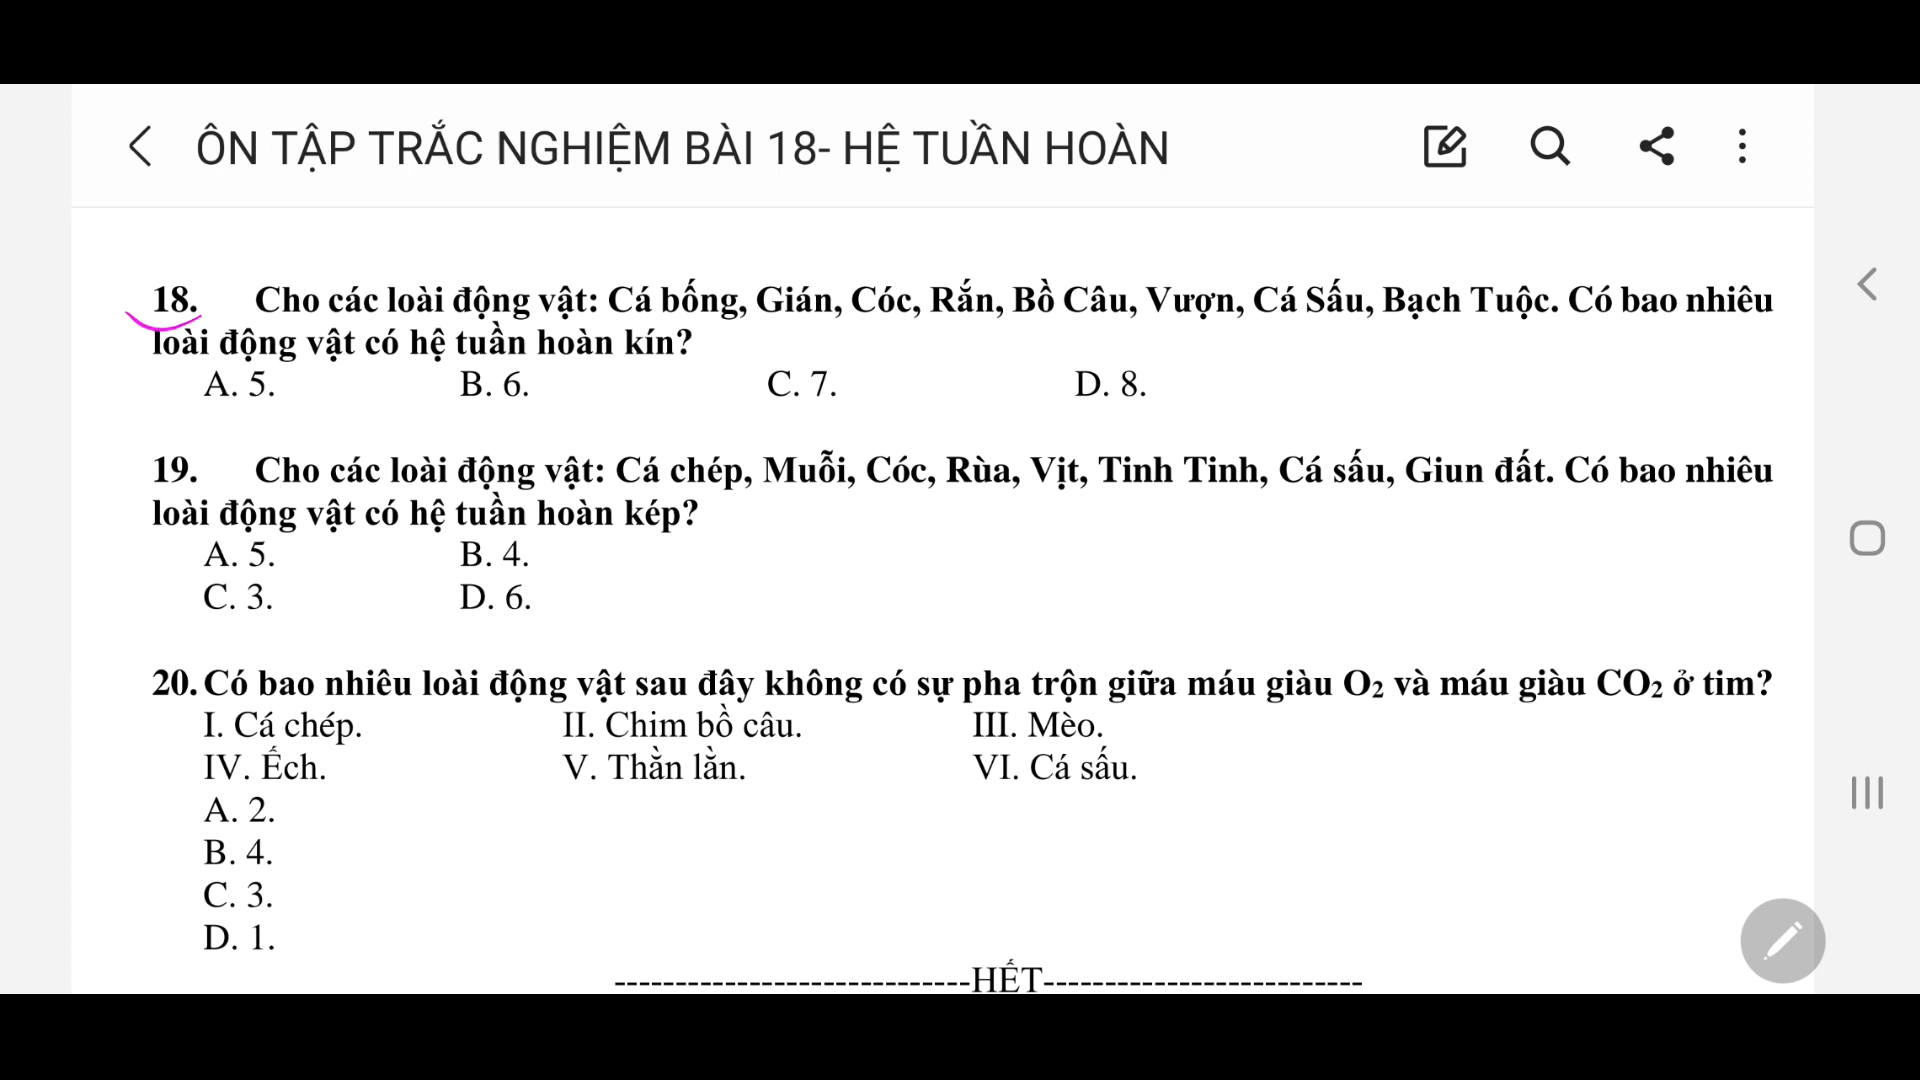 ÔN TẬP TRẮC NGHIỆM BÀI 18- HỆ TUẦN HOÀN
18. Cho các loài động vật: Cá bống, Gián, Cóc, Rắn, Bồ Câu, Vượn, Cá Sấu, Bạch Tuộc. Có bao nhiêu
loài động vật có hệ tuần hoàn kín?
A. 5. B. 6. C. 7. D. 8.
19. Cho các loài động vật: Cá chép, Muỗi, Cóc, Rùa, Vịt, Tinh Tinh, Cá sấu, Giun đất. Có bao nhiêu
loài động vật có hệ tuần hoàn kép?
A. 5. B. 4.
C. 3. D. 6.
20. Có bao nhiêu loài động vật sau đây không có sự pha trộn giữa máu giàu O₂ và máu giàu CO₂ ở tim?
I. Cá chép. II. Chim bồ câu. III. Mèo.
IV. Ếch. V. Thằn lằn. VI. Cá sấu.
A. 2.
B. 4.
C. 3.
D. 1.
-----------------------------HẾT--------------------------